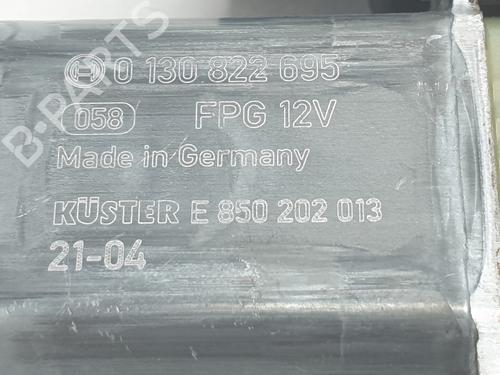 B-PARTS
0 130 822 695
058 FPG 12V
Made in Germany
KÜSTER E 850 202 013
21-04